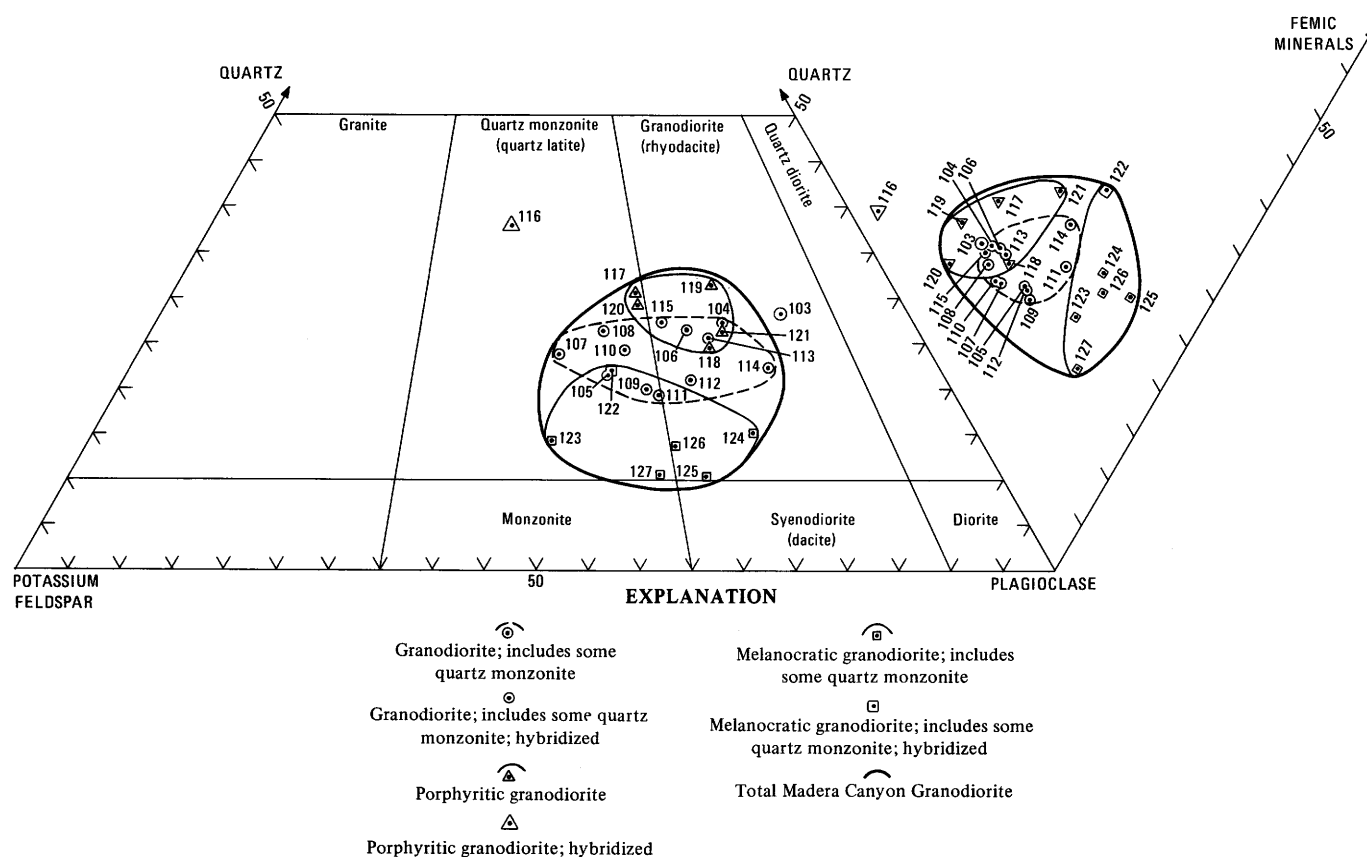 FEMIC
MINERALS
QUARTZ
QUARTZ
50
50
50
Granite
Quartz monzonite
(quartz latite)
Granodiorite
(rhyodacite)
Quartz diorite
116
117
119
120
115
104
103
108
121
107
110
106
118
113
114
105
109
112
122
111
123
126
124
127
125
116
104
106
122
119
117
121
103
113
114
124
120
118
111
126
115
123
125
108
110
107
105
109
112
127
Monzonite
Syenodiorite
(dacite)
Diorite
POTASSIUM
FELDSPAR
50
PLAGIOCLASE
EXPLANATION
Granodiorite; includes some
quartz monzonite
Granodiorite; includes some quartz
monzonite; hybridized
Porphyritic granodiorite
Porphyritic granodiorite; hybridized
Melanocratic granodiorite; includes
some quartz monzonite
Melanocratic granodiorite; includes some
quartz monzonite; hybridized
Total Madera Canyon Granodiorite